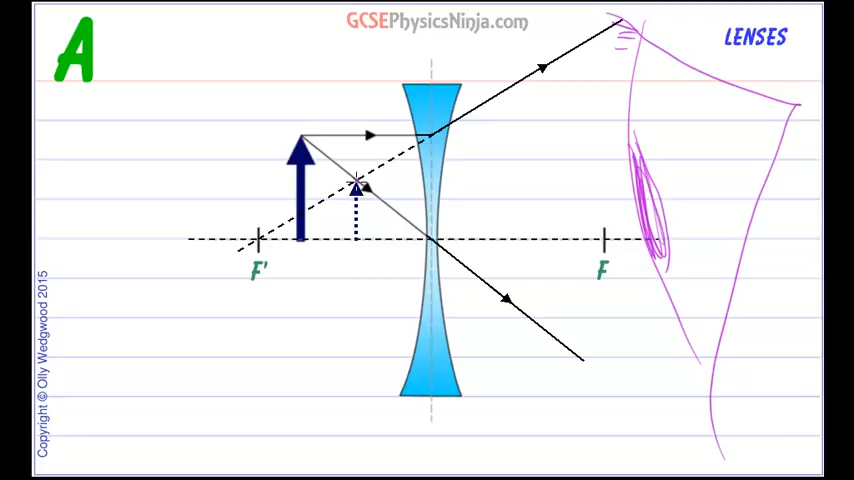 GCSEPhysicsNinja.com
A
LENSES
F'
F
Copyright © Olly Wedgwood 2015